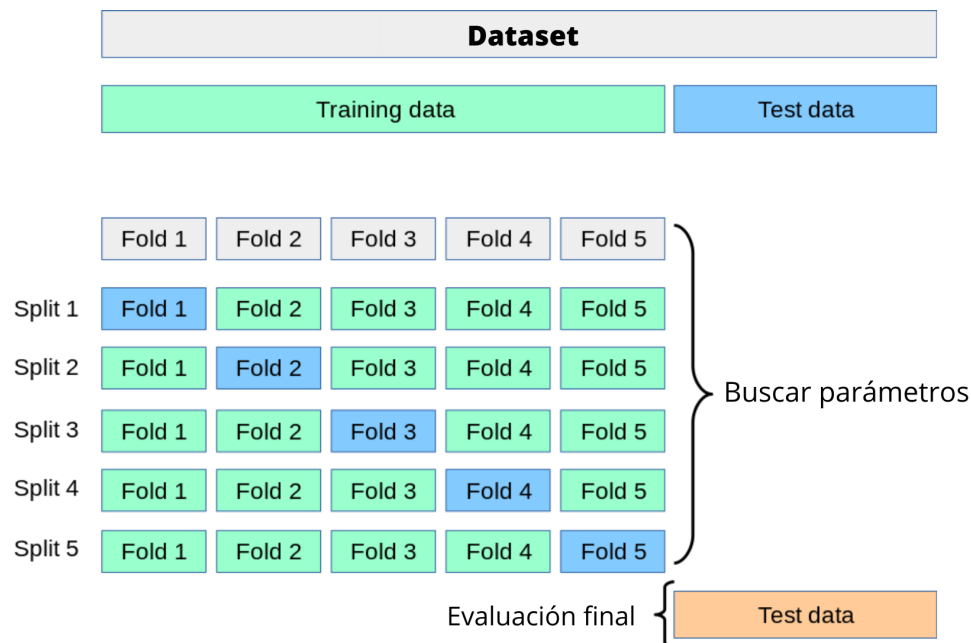 Dataset
Training data Test data
Fold 1 Fold 2 Fold 3 Fold 4 Fold 5
Split 1 Fold 1 Fold 2 Fold 3 Fold 4 Fold 5
Split 2 Fold 1 Fold 2 Fold 3 Fold 4 Fold 5
Buscar parámetros
Split 3 Fold 1 Fold 2 Fold 3 Fold 4 Fold 5
Split 4 Fold 1 Fold 2 Fold 3 Fold 4 Fold 5
Split 5 Fold 1 Fold 2 Fold 3 Fold 4 Fold 5
Evaluación final Test data